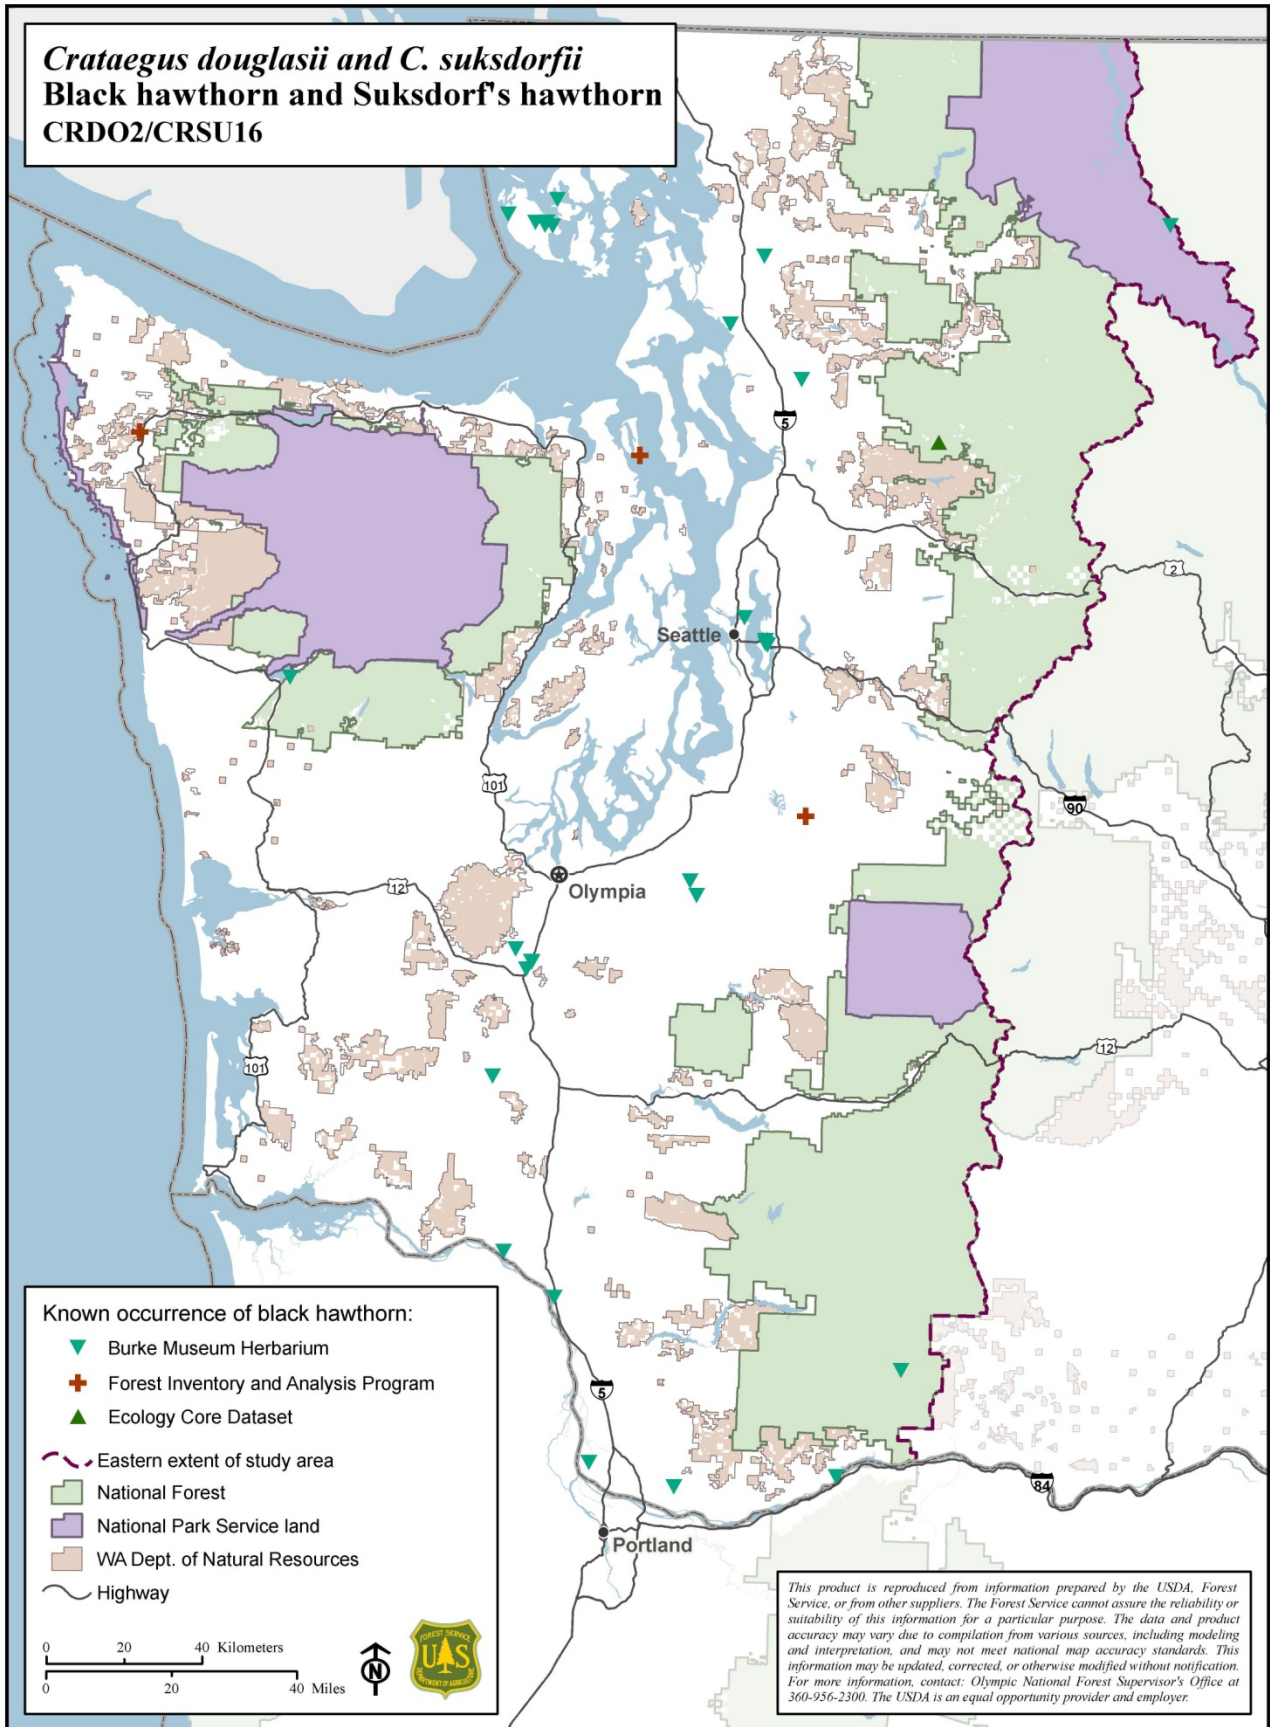 Crataegus douglasii and C. suksdorfii
Black hawthorn and Suksdorf's hawthorn
CRDO2/CRSU16
5
2
Seattle
101
90
12
Olympia
101
12
5
84
Portland
Known occurrence of black hawthorn:
Burke Museum Herbarium
Forest Inventory and Analysis Program
Ecology Core Dataset
Eastern extent of study area
National Forest
National Park Service land
WA Dept. of Natural Resources
Highway
0 20 40 Kilometers
0 20 40 Miles
N
FOREST SERVICE
U S
DEPARTMENT OF AGRICULTURE
This product is reproduced from information prepared by the USDA, Forest
Service, or from other suppliers. The Forest Service cannot assure the reliability or
suitability of this information for a particular purpose. The data and product
accuracy may vary due to compilation from various sources, including modeling
and interpretation, and may not meet national map accuracy standards. This
information may be updated, corrected, or otherwise modified without notification.
For more information, contact: Olympic National Forest Supervisor's Office at
360-956-2300. The USDA is an equal opportunity provider and employer.